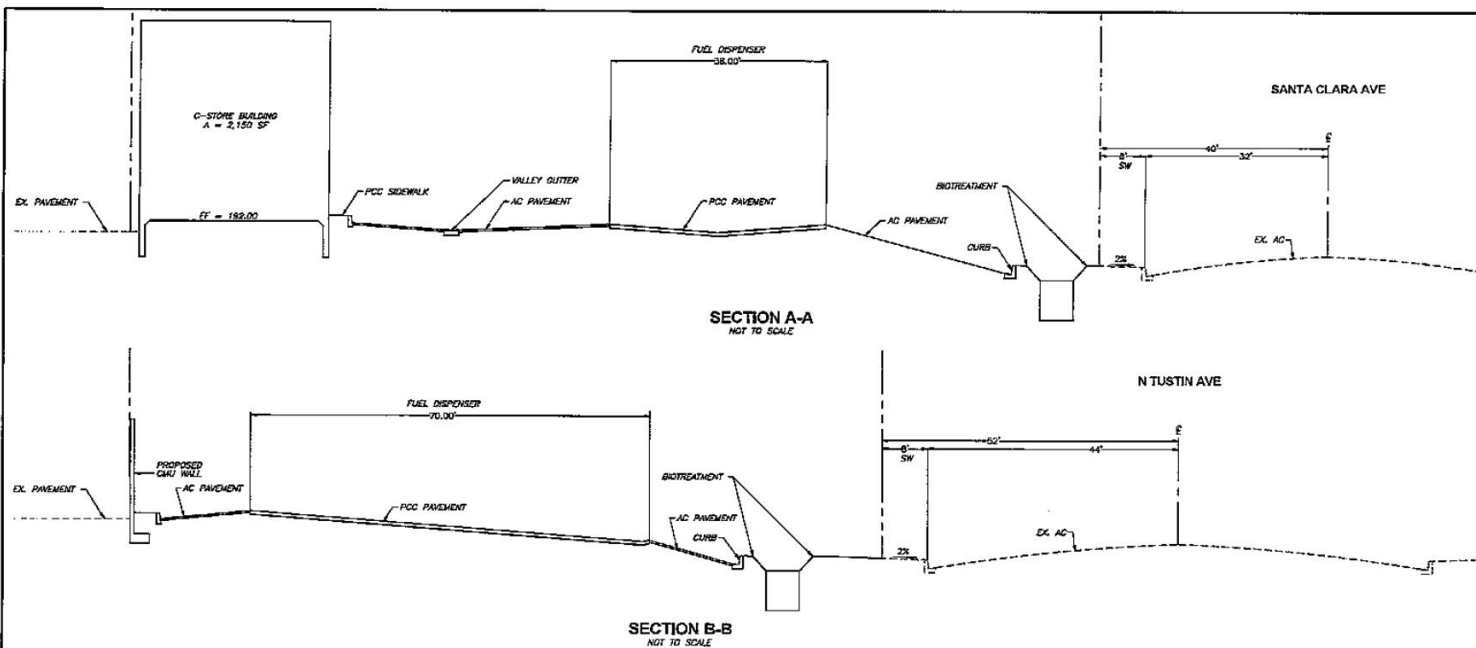 FUEL DISPENSER
38.00'
SANTA CLARA AVE
C-STORE BUILDING
A = 2,150 SF
℄
40'
8'
32'
SW
PCC SIDEWALK
VALLEY GUTTER
AC PAVEMENT
PCC PAVEMENT
BIOTREATMENT
EX. PAVEMENT
FF = 192.00
AC PAVEMENT
CURB
2%
EX. AC
SECTION A-A
NOT TO SCALE
N TUSTIN AVE
FUEL DISPENSER
70.00'
℄
52'
8'
44'
SW
PROPOSED
CMU WALL
BIOTREATMENT
EX. PAVEMENT
AC PAVEMENT
PCC PAVEMENT
AC PAVEMENT
CURB
2%
EX. AC
SECTION B-B
NOT TO SCALE